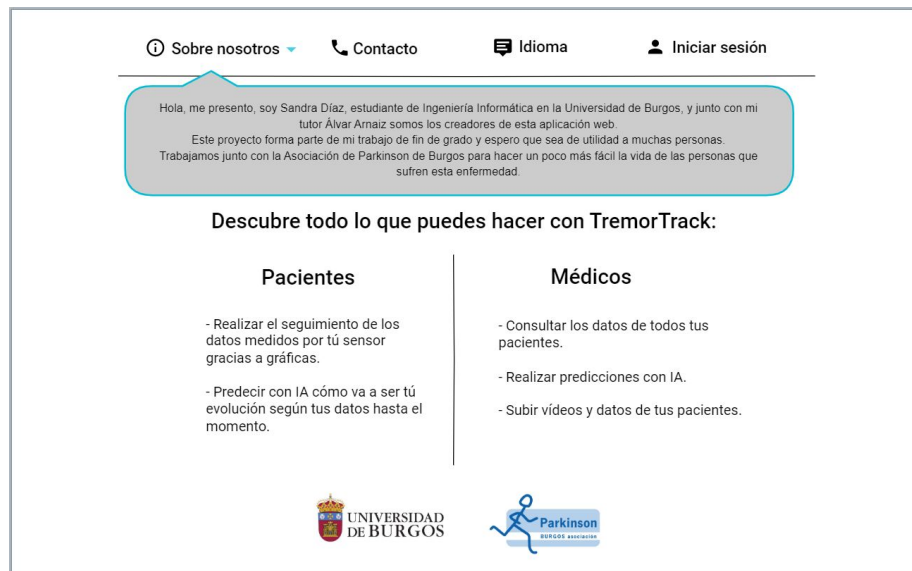 Sobre nosotros
Contacto
Idioma
Iniciar sesión
Hola, me presento, soy Sandra Díaz, estudiante de Ingeniería Informática en la Universidad de Burgos, y junto con mi
tutor Álvar Arnaiz somos los creadores de esta aplicación web.
Este proyecto forma parte de mi trabajo de fin de grado y espero que sea de utilidad a muchas personas.
Trabajamos junto con la Asociación de Parkinson de Burgos para hacer un poco más fácil la vida de las personas que
sufren esta enfermedad.
Descubre todo lo que puedes hacer con TremorTrack:
Pacientes
- Realizar el seguimiento de los
datos medidos por tú sensor
gracias a gráficas.
- Predecir con IA cómo va a ser tú
evolución según tus datos hasta el
momento.
Médicos
- Consultar los datos de todos tus
pacientes.
- Realizar predicciones con IA.
- Subir vídeos y datos de tus pacientes.
UNIVERSIDAD
DE BURGOS
Parkinson
BURGOS asociación